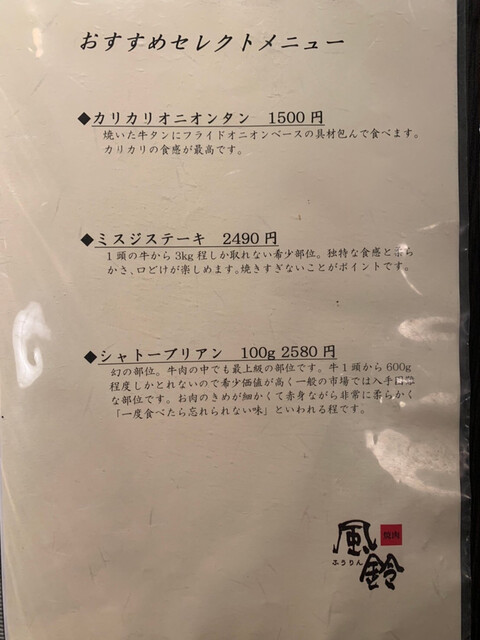 おすすめセレクトメニュー
◆カリカリオニオンタン 1500円
焼いた牛タンにフライドオニオンベースの具材包んで食べます。
カリカリの食感が最高です。
◆ミスジステーキ 2490円
1頭の牛から3kg程しか取れない希少部位。独特な食感と柔ら
かさ、口どけが楽しめます。焼きすぎないことがポイントです。
◆シャトーブリアン 100g 2580円
幻の部位。牛肉の中でも最上級の部位です。牛1頭から600g
程度しかとれないので希少価値が高く一般の市場では入手困難
な部位です。お肉のきめが細かくて赤身ながら非常に柔らかく
「一度食べたら忘れられない味」といわれる程です。
風鈴
焼肉
ふうりん